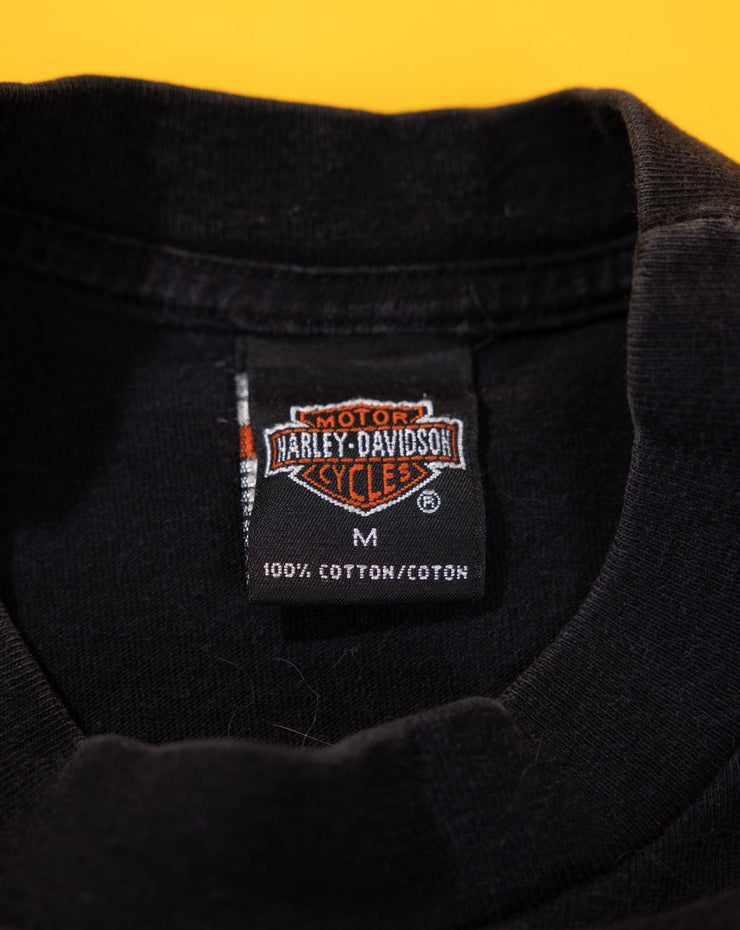 MOTOR
HARLEY-DAVIDSON
CYCLES
®
M
100% COTTON/COTON